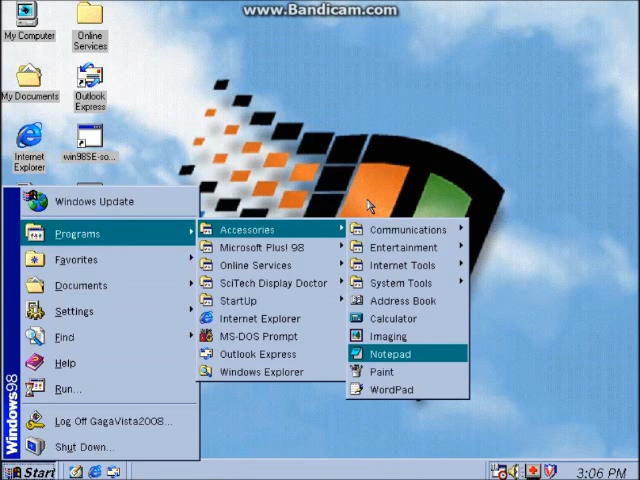 www.Bandicam.com
My Computer
Online
Services
My Documents
Outlook
Express
Internet
Explorer
win98SE-so...
Windows98
Windows Update
Programs
Favorites
Documents
Settings
Find
Help
Run...
Log Off GagaVista2008...
Shut Down...
Accessories
Microsoft Plus! 98
Online Services
SciTech Display Doctor
StartUp
Internet Explorer
MS-DOS Prompt
Outlook Express
Windows Explorer
Communications
Entertainment
Internet Tools
System Tools
Address Book
Calculator
Imaging
Notepad
Paint
WordPad
Start
3:06 PM